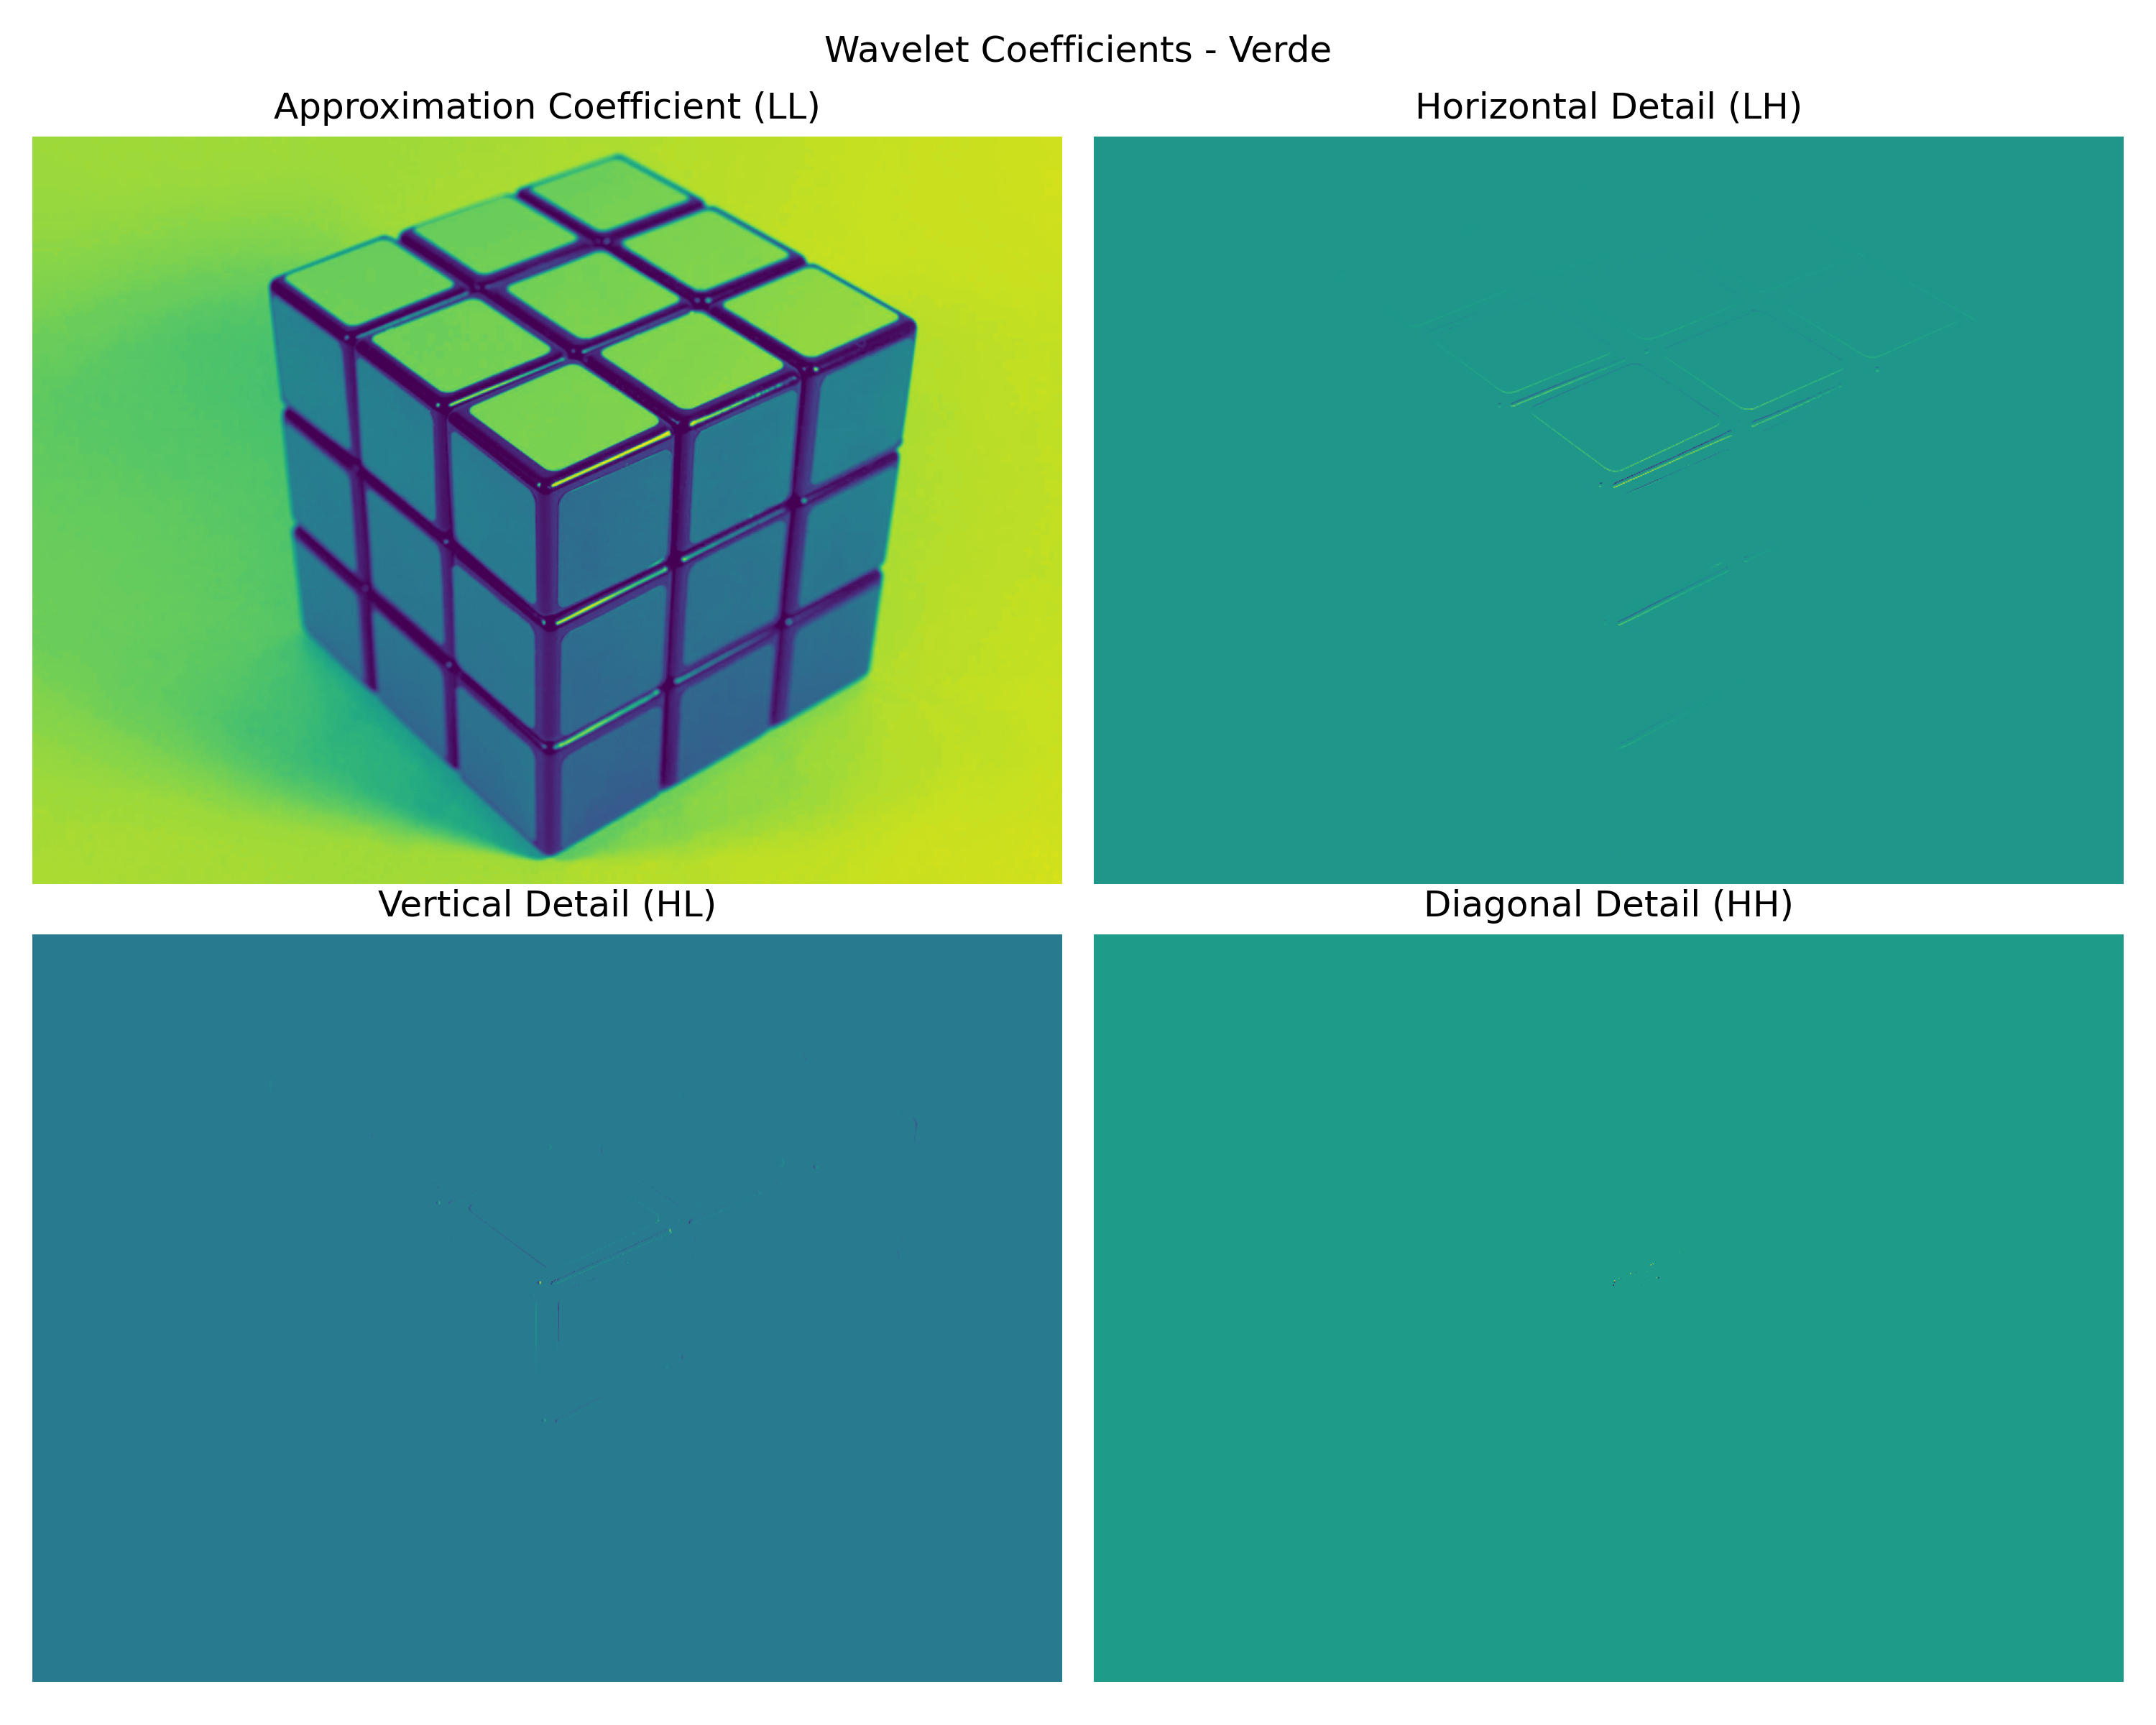 Wavelet Coefficients - Verde
Approximation Coefficient (LL)
Horizontal Detail (LH)
Vertical Detail (HL)
Diagonal Detail (HH)